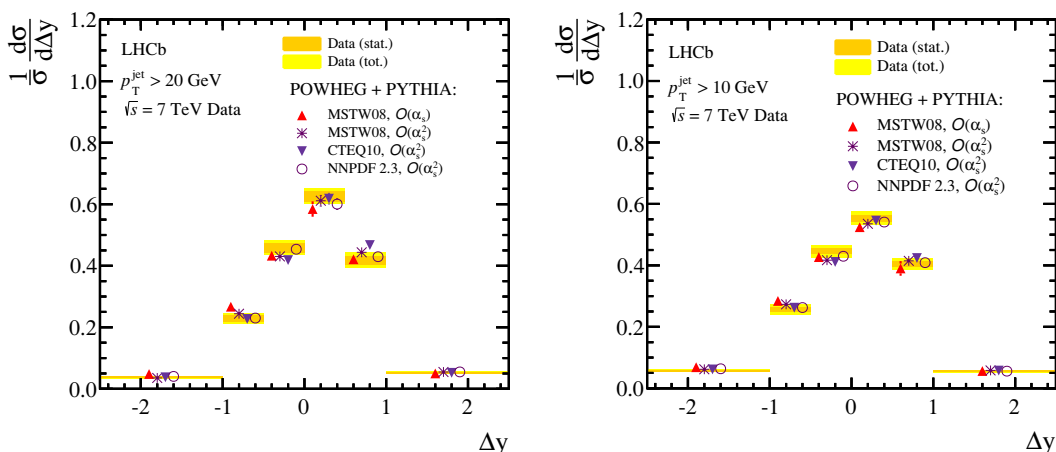 1/σ dσ/dΔy
LHCb
p_T^jet > 20 GeV
√s = 7 TeV Data
Data (stat.)
Data (tot.)
POWHEG + PYTHIA:
MSTW08, O(α_s)
MSTW08, O(α_s^2)
CTEQ10, O(α_s^2)
NNPDF 2.3, O(α_s^2)
1.2
1.0
0.8
0.6
0.4
0.2
0.0
-2 -1 0 1 2
Δy
1/σ dσ/dΔy
LHCb
p_T^jet > 10 GeV
√s = 7 TeV Data
Data (stat.)
Data (tot.)
POWHEG + PYTHIA:
MSTW08, O(α_s)
MSTW08, O(α_s^2)
CTEQ10, O(α_s^2)
NNPDF 2.3, O(α_s^2)
1.2
1.0
0.8
0.6
0.4
0.2
0.0
-2 -1 0 1 2
Δy